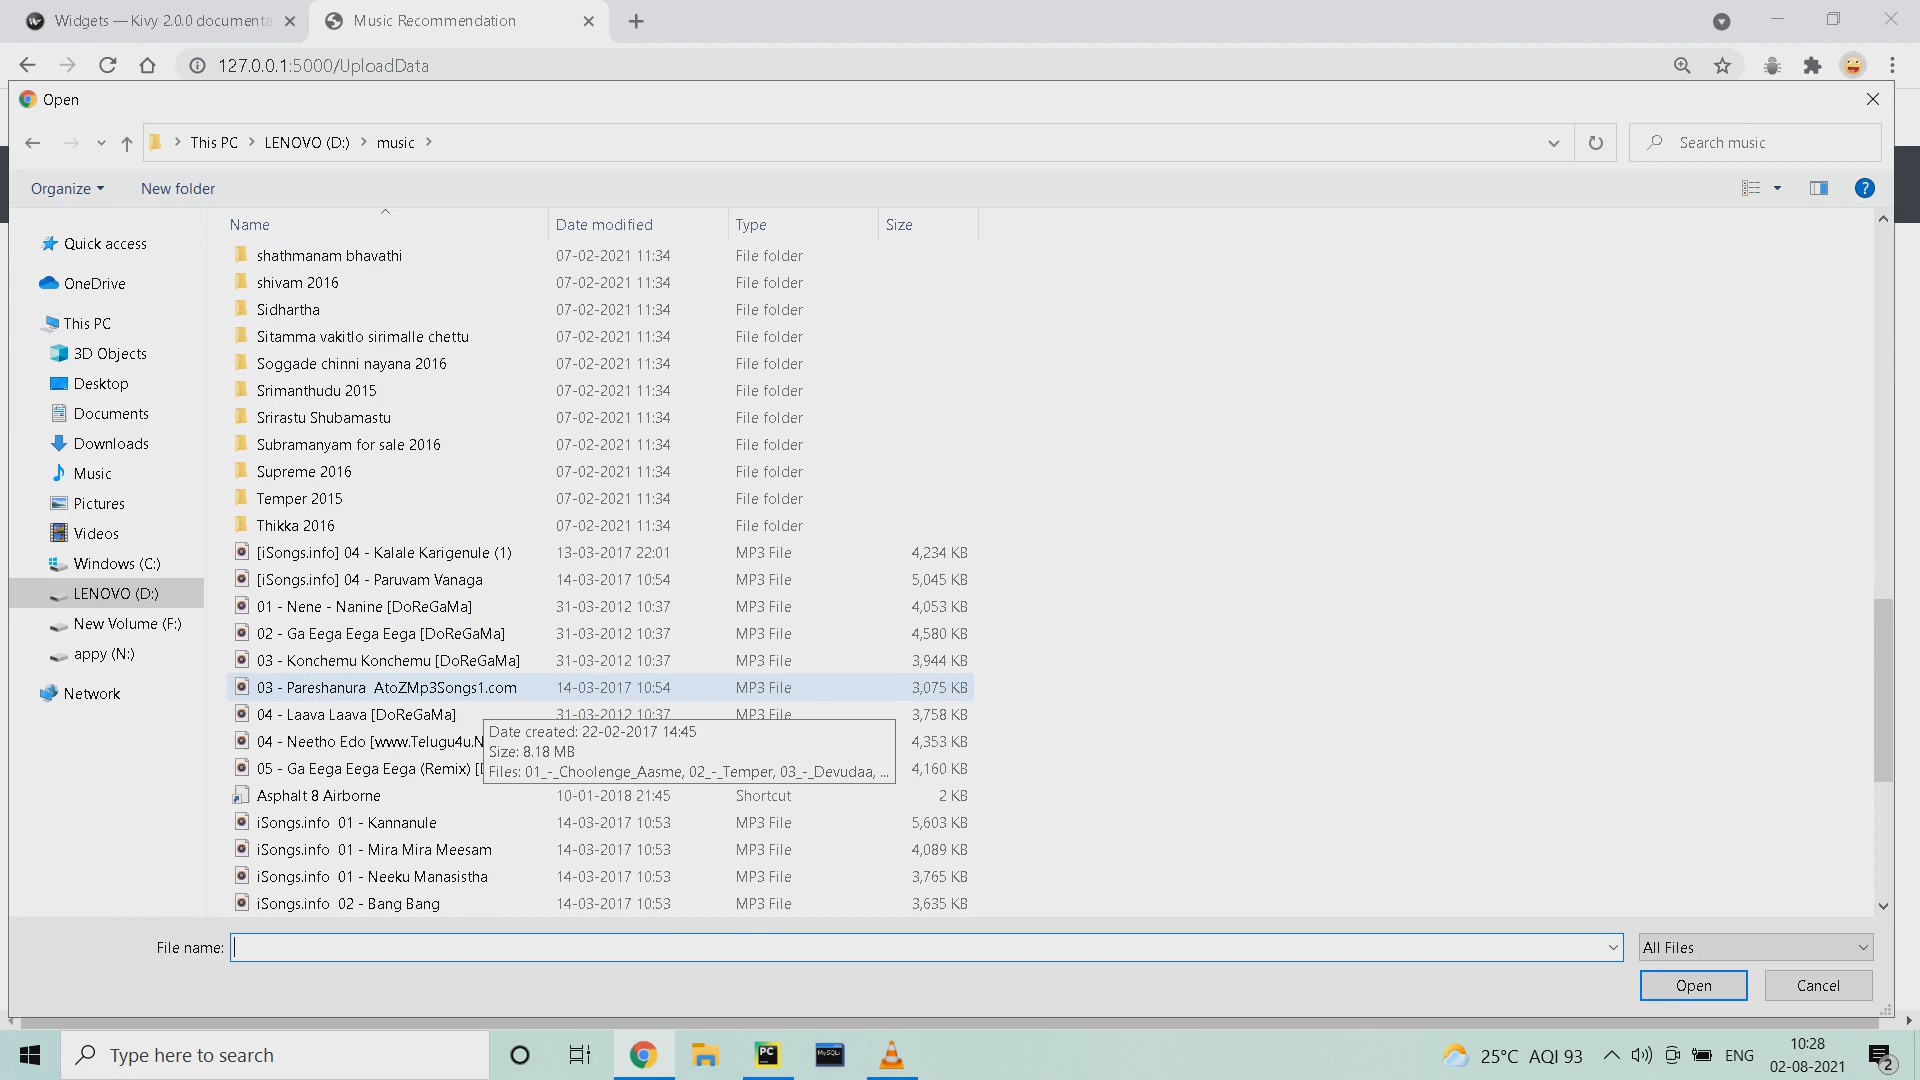 Widgets — Kivy 2.0.0 documenta
Music Recommendation
127.0.0.1:5000/UploadData
Open
This PC > LENOVO (D:) > music >
Search music
Organize
New folder
Name
Date modified
Type
Size
Quick access
OneDrive
This PC
3D Objects
Desktop
Documents
Downloads
Music
Pictures
Videos
Windows (C:)
LENOVO (D:)
New Volume (F:)
appy (N:)
Network
shathmanam bhavathi 07-02-2021 11:34 File folder
shivam 2016 07-02-2021 11:34 File folder
Sidhartha 07-02-2021 11:34 File folder
Sitamma vakitlo sirimalle chettu 07-02-2021 11:34 File folder
Soggade chinni nayana 2016 07-02-2021 11:34 File folder
Srimanthudu 2015 07-02-2021 11:34 File folder
Srirastu Shubamastu 07-02-2021 11:34 File folder
Subramanyam for sale 2016 07-02-2021 11:34 File folder
Supreme 2016 07-02-2021 11:34 File folder
Temper 2015 07-02-2021 11:34 File folder
Thikka 2016 07-02-2021 11:34 File folder
[iSongs.info] 04 - Kalale Karigenule (1) 13-03-2017 22:01 MP3 File 4,234 KB
[iSongs.info] 04 - Paruvam Vanaga 14-03-2017 10:54 MP3 File 5,045 KB
01 - Nene - Nanine [DoReGaMa] 31-03-2012 10:37 MP3 File 4,053 KB
02 - Ga Eega Eega Eega [DoReGaMa] 31-03-2012 10:37 MP3 File 4,580 KB
03 - Konchemu Konchemu [DoReGaMa] 31-03-2012 10:37 MP3 File 3,944 KB
03 - Pareshanura AtoZMp3Songs1.com 14-03-2017 10:54 MP3 File 3,075 KB
04 - Laava Laava [DoReGaMa] 31-03-2012 10:37 MP3 File 3,758 KB
04 - Neetho Edo [www.Telugu4u.N 4,353 KB
05 - Ga Eega Eega Eega (Remix) [D 4,160 KB
Date created: 22-02-2017 14:45
Size: 8.18 MB
Files: 01_-_Choolenge_Aasme, 02_-_Temper, 03_-_Devudaa, ...
Asphalt 8 Airborne 10-01-2018 21:45 Shortcut 2 KB
iSongs.info 01 - Kannanule 14-03-2017 10:53 MP3 File 5,603 KB
iSongs.info 01 - Mira Mira Meesam 14-03-2017 10:53 MP3 File 4,089 KB
iSongs.info 01 - Neeku Manasistha 14-03-2017 10:53 MP3 File 3,765 KB
iSongs.info 02 - Bang Bang 14-03-2017 10:53 MP3 File 3,635 KB
File name:
All Files
Open
Cancel
Type here to search
PC
MySQL
25°C AQI 93
ENG
10:28
02-08-2021
2